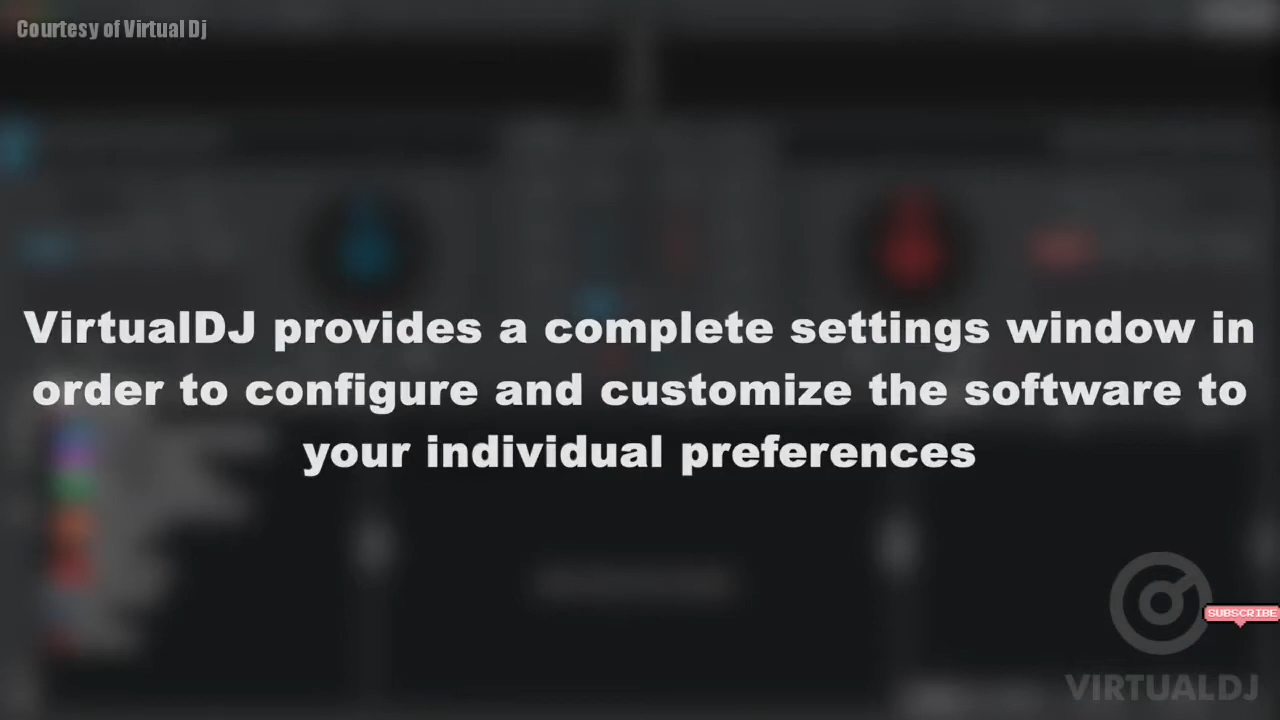 Courtesy of Virtual Dj
VirtualDJ provides a complete settings window in
order to configure and customize the software to
your individual preferences
SUBSCRIBE
VIRTUALDJ